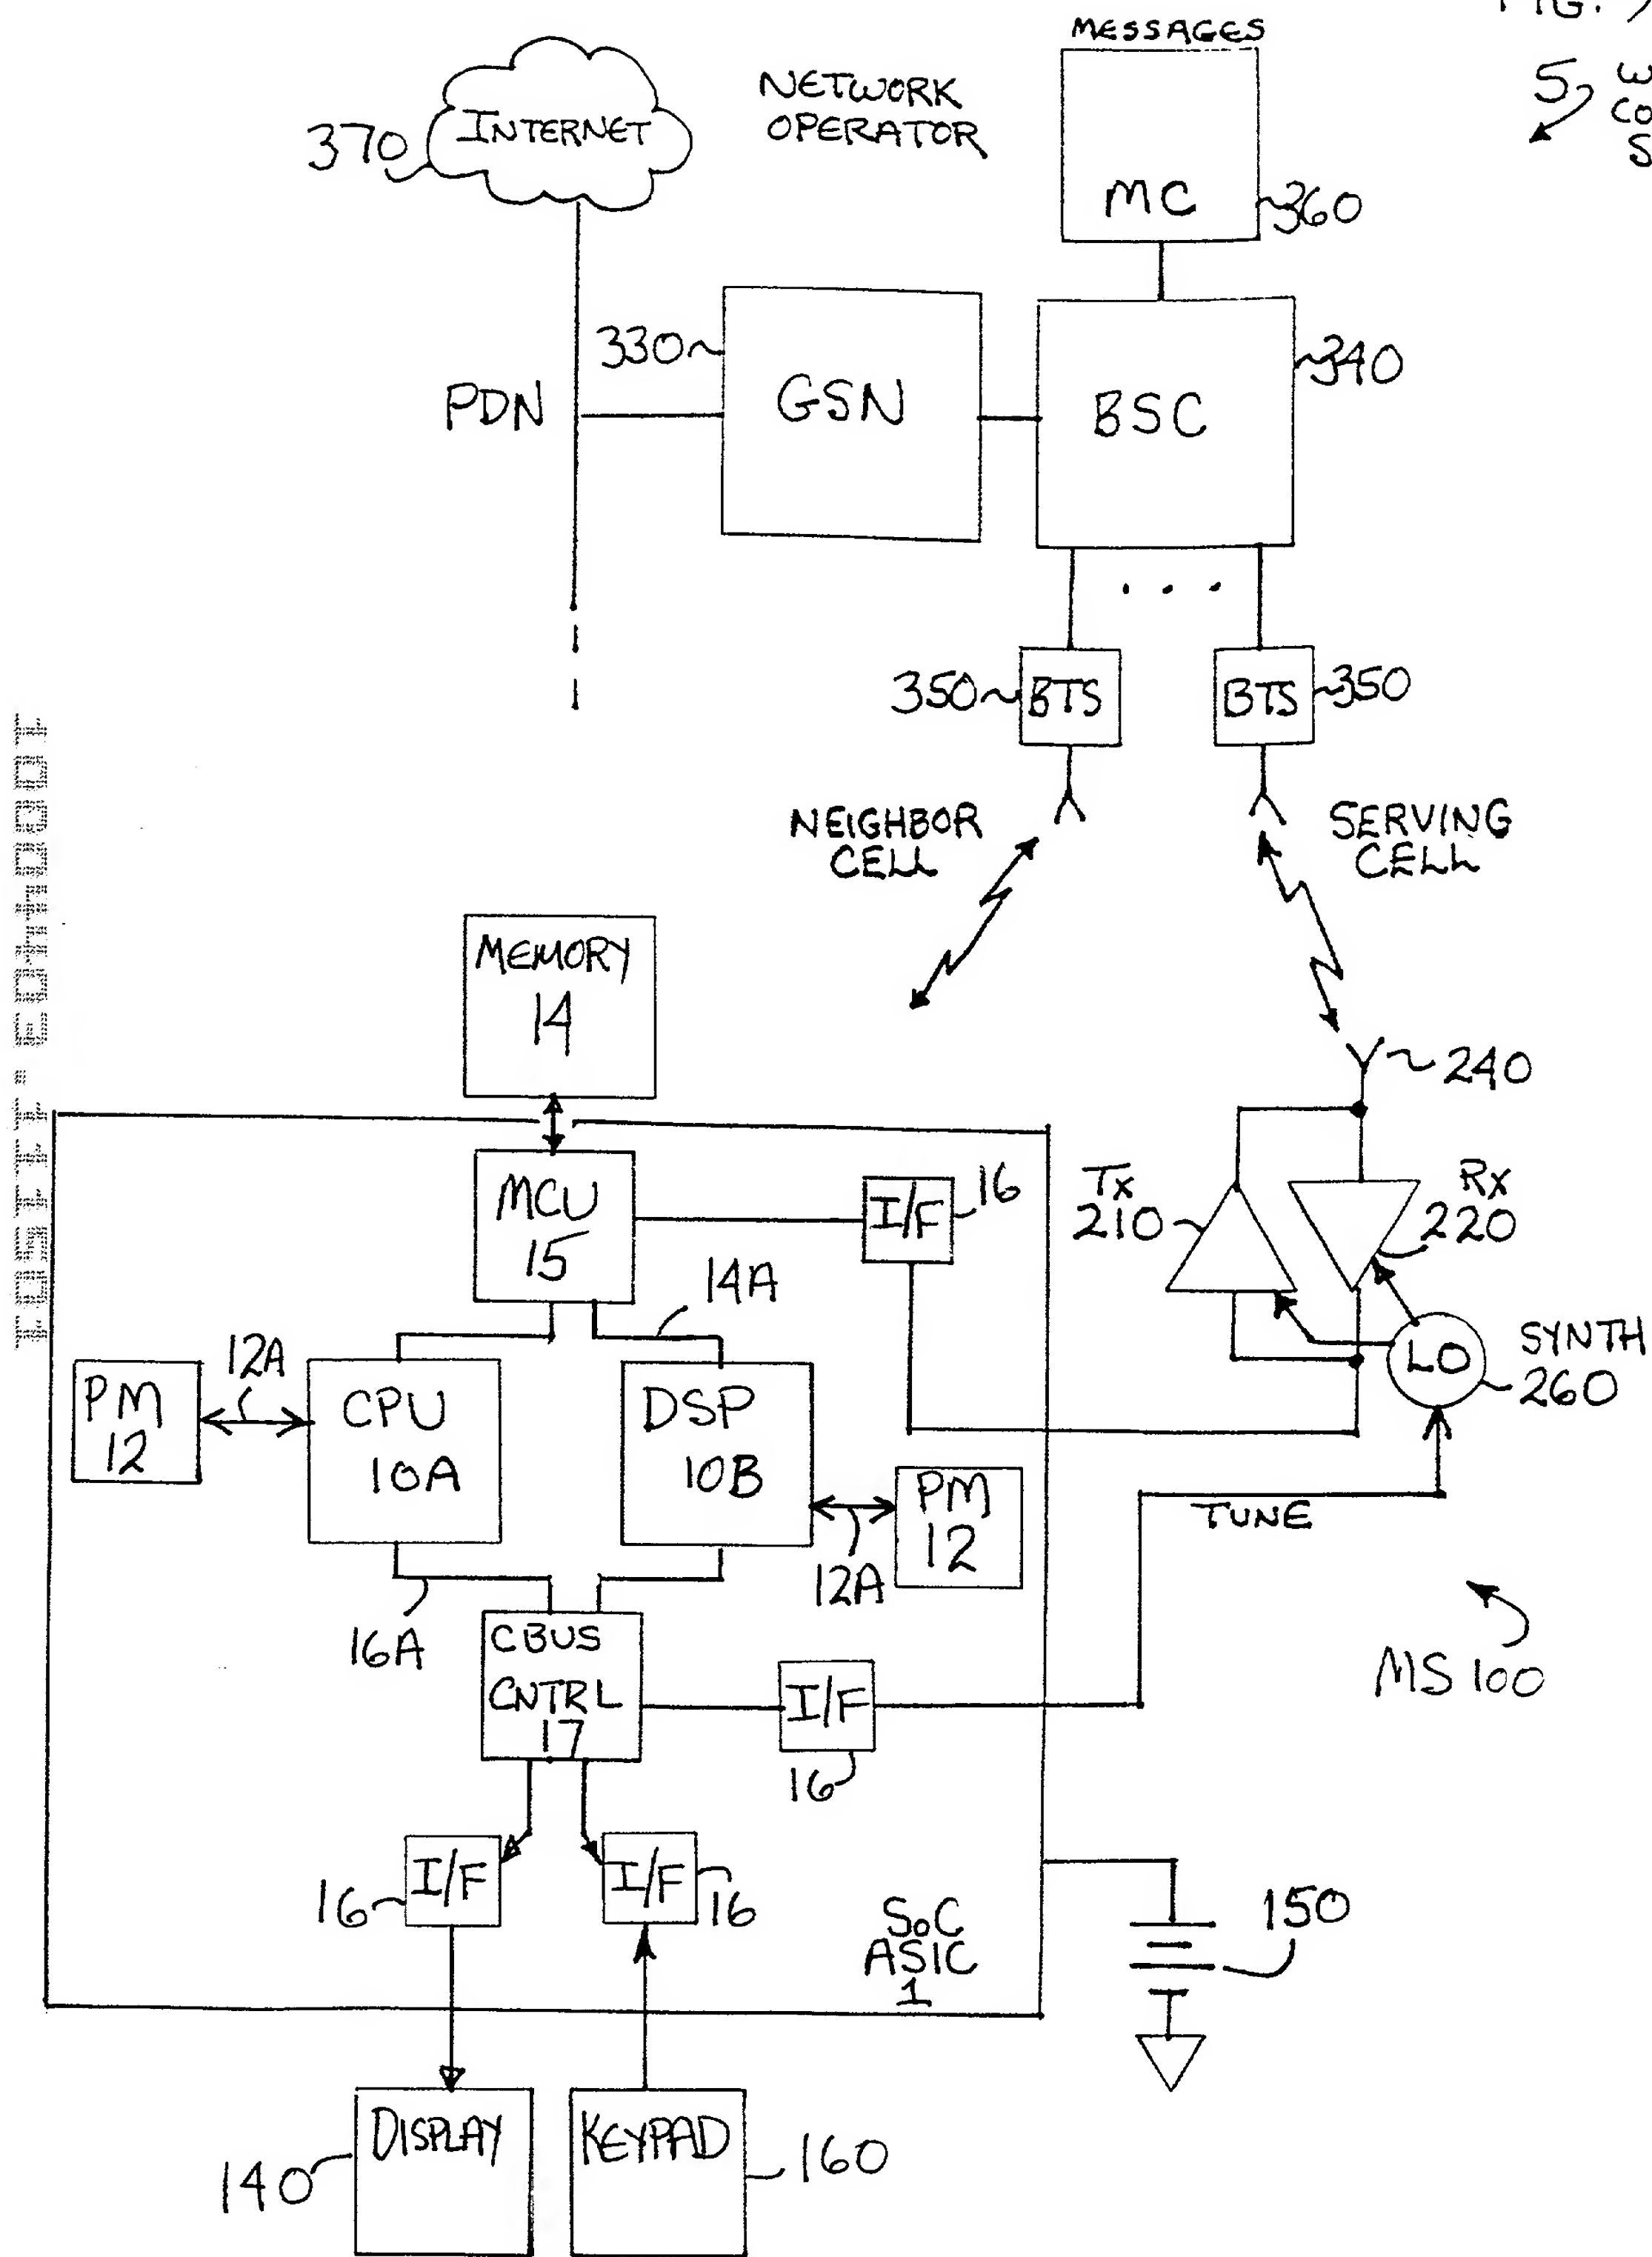 FIG.
MESSAGES
5
INTERNET
370
NETWORK
OPERATOR
MC
360
330
GSN
340
BSC
PDN
350
BTS
BTS
350
NEIGHBOR
CELL
SERVING
CELL
MEMORY
14
240
MCU
15
I/F
16
Tx
210
Rx
220
14A
12A
PM
12
CPU
10A
DSP
10B
LO
SYNTH
260
PM
12
12A
TUNE
16A
CBUS
CNTRL
17
I/F
16
MS 100
I/F
16
I/F
16
SoC
ASIC
1
150
DISPLAY
140
KEYPAD
160